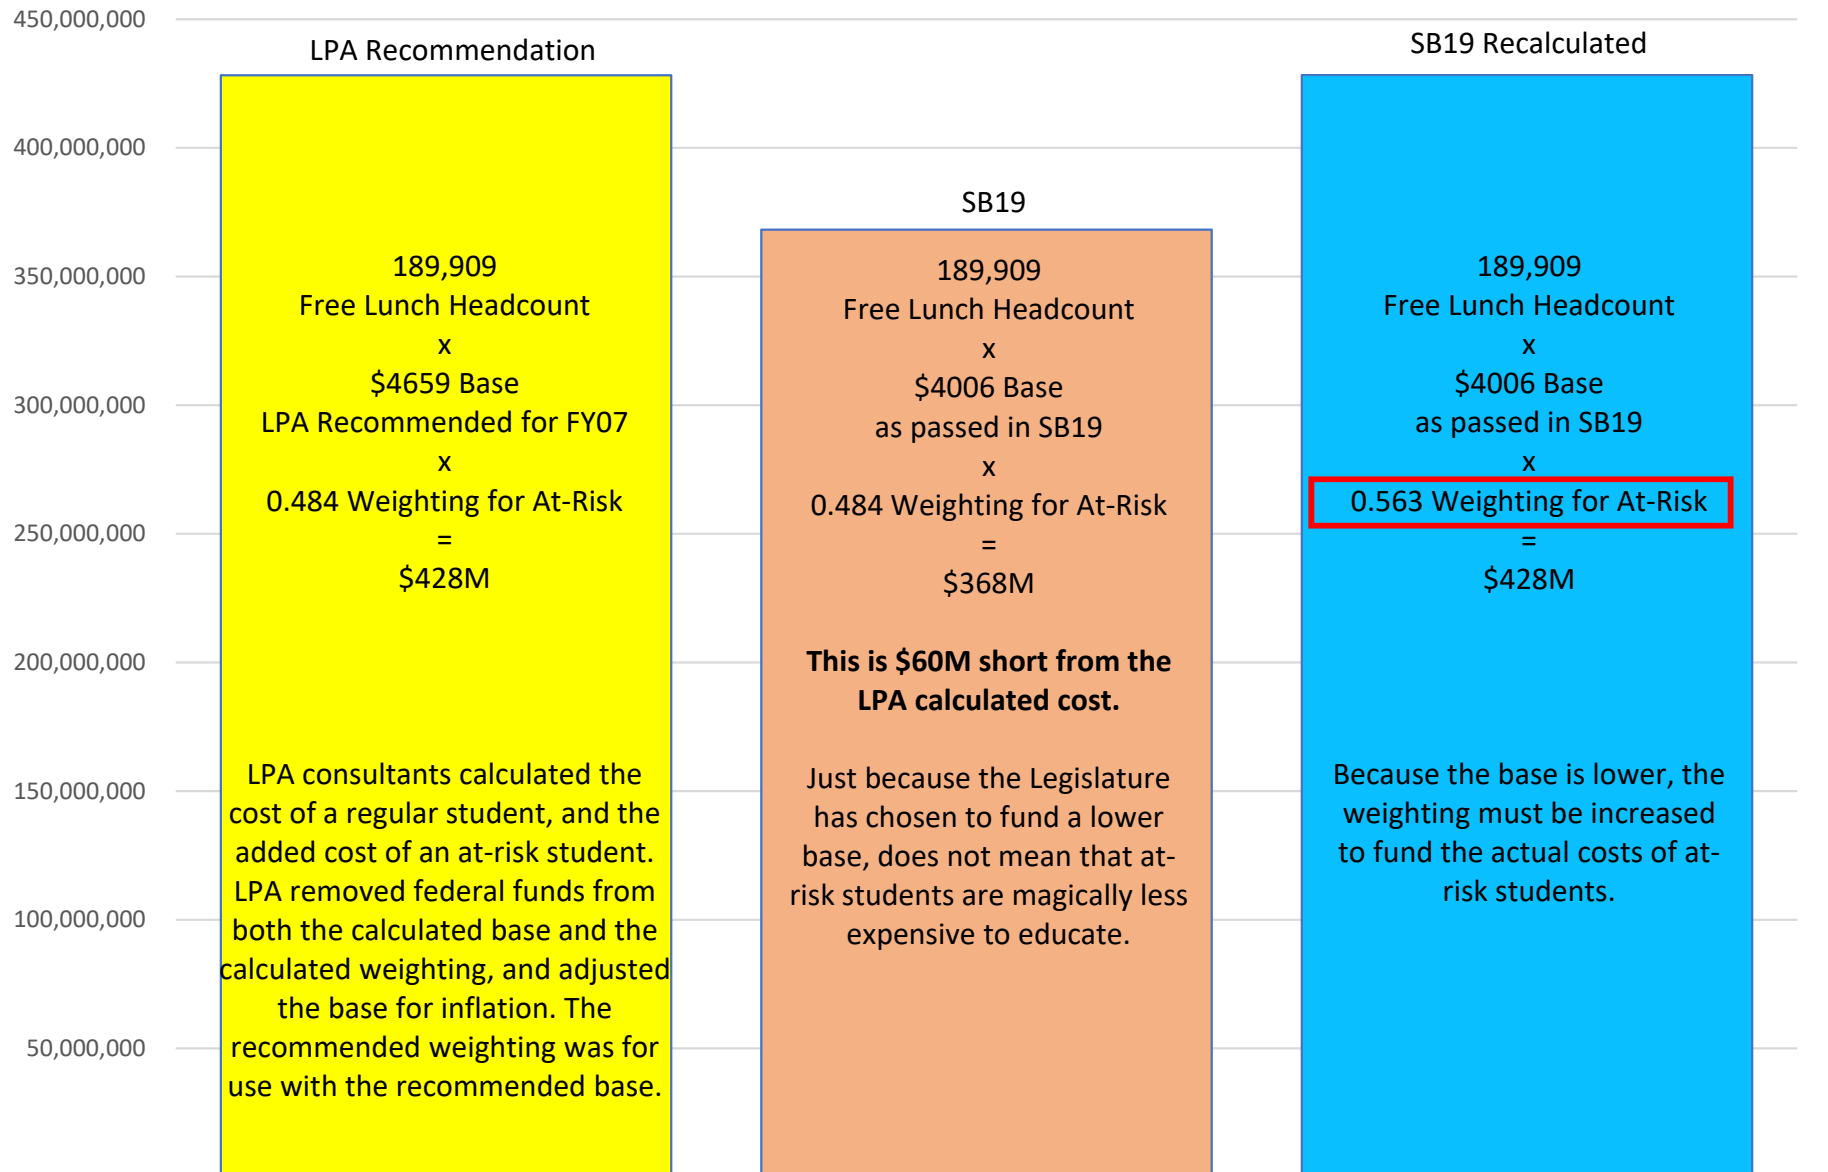 450,000,000
400,000,000
350,000,000
300,000,000
250,000,000
200,000,000
150,000,000
100,000,000
50,000,000
LPA Recommendation
189,909
Free Lunch Headcount
x
$4659 Base
LPA Recommended for FY07
x
0.484 Weighting for At-Risk
=
$428M
LPA consultants calculated the
cost of a regular student, and the
added cost of an at-risk student.
LPA removed federal funds from
both the calculated base and the
calculated weighting, and adjusted
the base for inflation. The
recommended weighting was for
use with the recommended base.
SB19
189,909
Free Lunch Headcount
x
$4006 Base
as passed in SB19
x
0.484 Weighting for At-Risk
=
$368M
This is $60M short from the
LPA calculated cost.
Just because the Legislature
has chosen to fund a lower
base, does not mean that at-
risk students are magically less
expensive to educate.
SB19 Recalculated
189,909
Free Lunch Headcount
x
$4006 Base
as passed in SB19
x
0.563 Weighting for At-Risk
=
$428M
Because the base is lower, the
weighting must be increased
to fund the actual costs of at-
risk students.